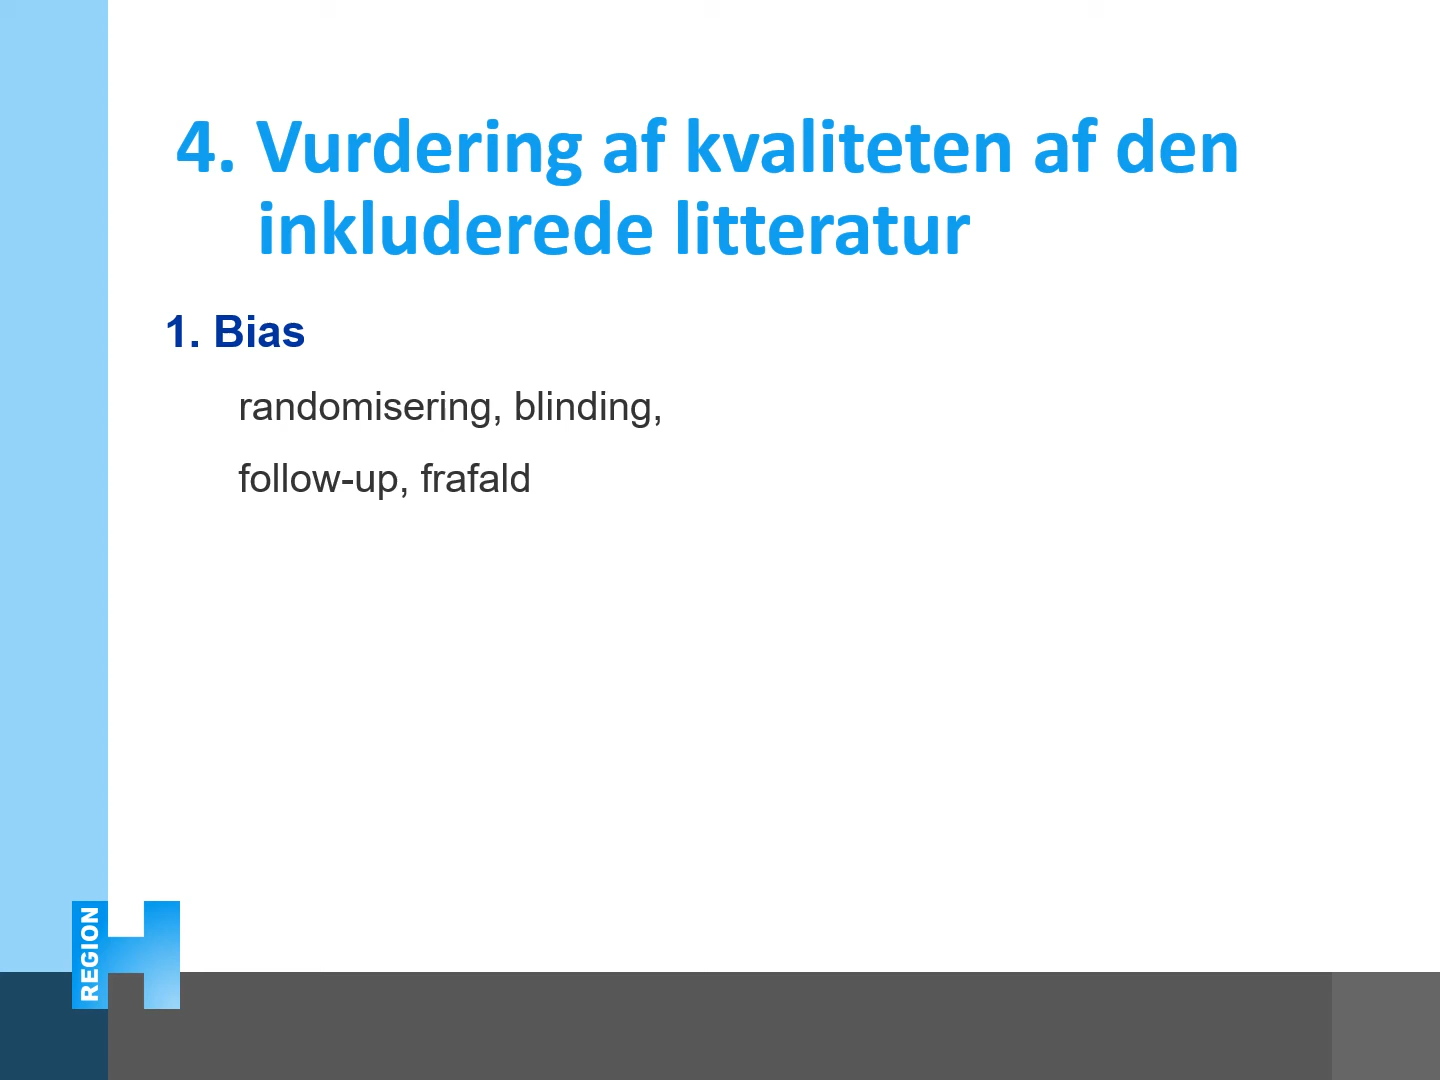 4. Vurdering af kvaliteten af den
inkluderede litteratur
1. Bias
randomisering, blinding,
follow-up, frafald
REGION H